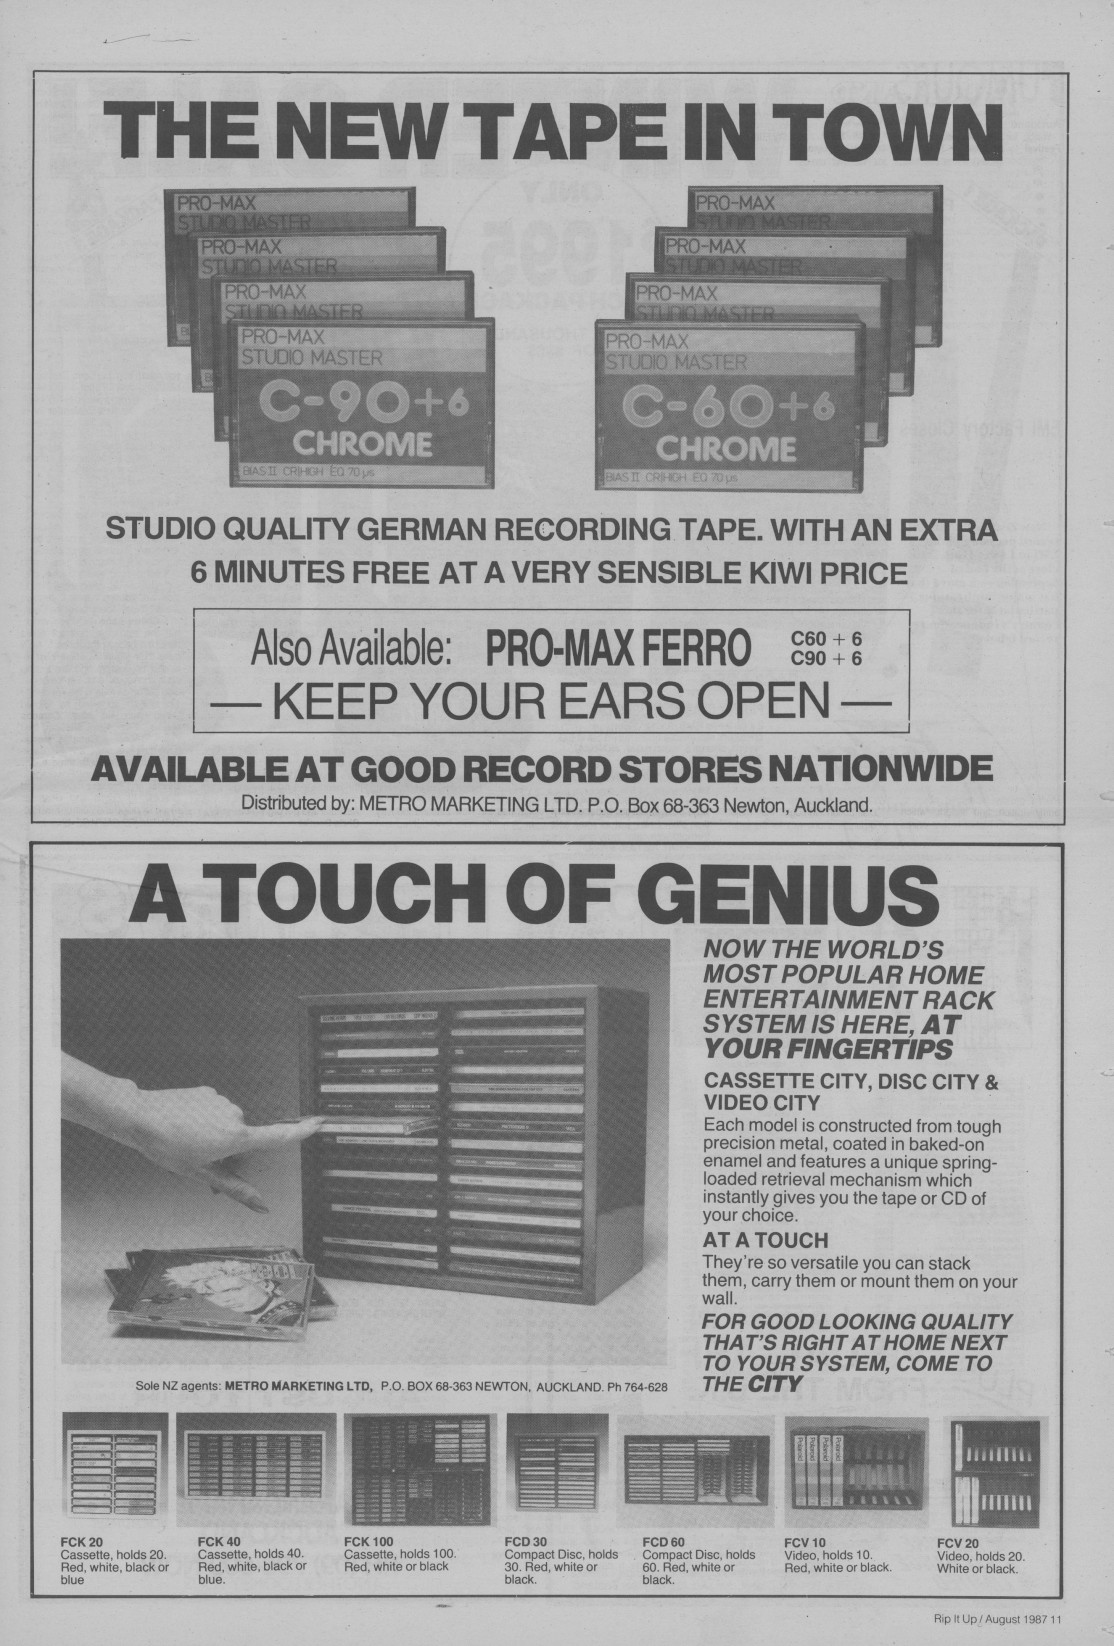 THE NEW TAPE IN TOWN
PRO-MAX
STUDIO MASTER
PRO-MAX
STUDIO MASTER
PRO-MAX
STUDIO MASTER
PRO-MAX
STUDIO MASTER
C-90+6
CHROME
BIAS II CR/HIGH EQ 70 µs
PRO-MAX
STUDIO MASTER
PRO-MAX
STUDIO MASTER
PRO-MAX
STUDIO MASTER
PRO-MAX
STUDIO MASTER
C-60+6
CHROME
BIAS II CR/HIGH EQ 70 µs
STUDIO QUALITY GERMAN RECORDING TAPE. WITH AN EXTRA
6 MINUTES FREE AT A VERY SENSIBLE KIWI PRICE
Also Available: PRO-MAX FERRO C60 + 6
C90 + 6
— KEEP YOUR EARS OPEN —
AVAILABLE AT GOOD RECORD STORES NATIONWIDE
Distributed by: METRO MARKETING LTD. P.O. Box 68-363 Newton, Auckland.
A TOUCH OF GENIUS
NOW THE WORLD'S
MOST POPULAR HOME
ENTERTAINMENT RACK
SYSTEM IS HERE, AT
YOUR FINGERTIPS
CASSETTE CITY, DISC CITY &
VIDEO CITY
Each model is constructed from tough
precision metal, coated in baked-on
enamel and features a unique spring-
loaded retrieval mechanism which
instantly gives you the tape or CD of
your choice.
AT A TOUCH
They're so versatile you can stack
them, carry them or mount them on your
wall.
FOR GOOD LOOKING QUALITY
THAT'S RIGHT AT HOME NEXT
TO YOUR SYSTEM, COME TO
THE CITY
Sole NZ agents: METRO MARKETING LTD, P.O. BOX 68-363 NEWTON, AUCKLAND. Ph 764-628
Polaroid Polaroid Polaroid Polaroid
FCK 20
Cassette, holds 20.
Red, white, black or
blue
FCK 40
Cassette, holds 40.
Red, white, black or
blue.
FCK 100
Cassette, holds 100.
Red, white or black
FCD 30
Compact Disc, holds
30. Red, white or
black.
FCD 60
Compact Disc, holds
60. Red, white or
black.
FCV 10
Video, holds 10.
Red, white or black.
FCV 20
Video, holds 20.
White or black.
Rip It Up / August 1987 11